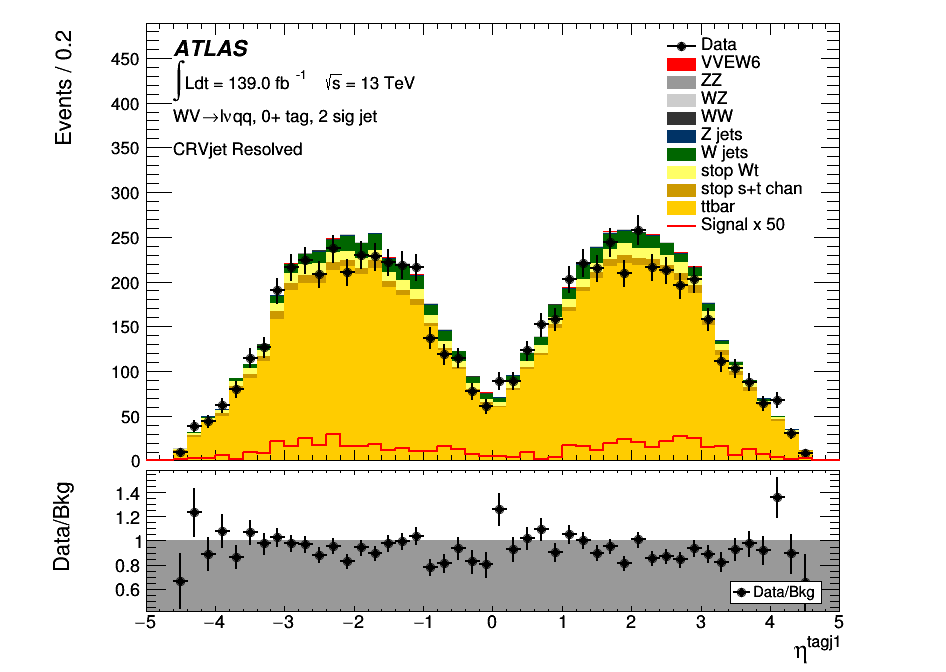 Events / 0.2
450
400
350
300
250
200
150
100
50
0
ATLAS
∫Ldt = 139.0 fb⁻¹ √s = 13 TeV
WV→lνqq, 0+ tag, 2 sig jet
CRVjet Resolved
Data
VVEW6
ZZ
WZ
WW
Z jets
W jets
stop Wt
stop s+t chan
ttbar
Signal x 50
Data/Bkg
1.4
1.2
1
0.8
0.6
Data/Bkg
−5 −4 −3 −2 −1 0 1 2 3 4 5
η^tagj1